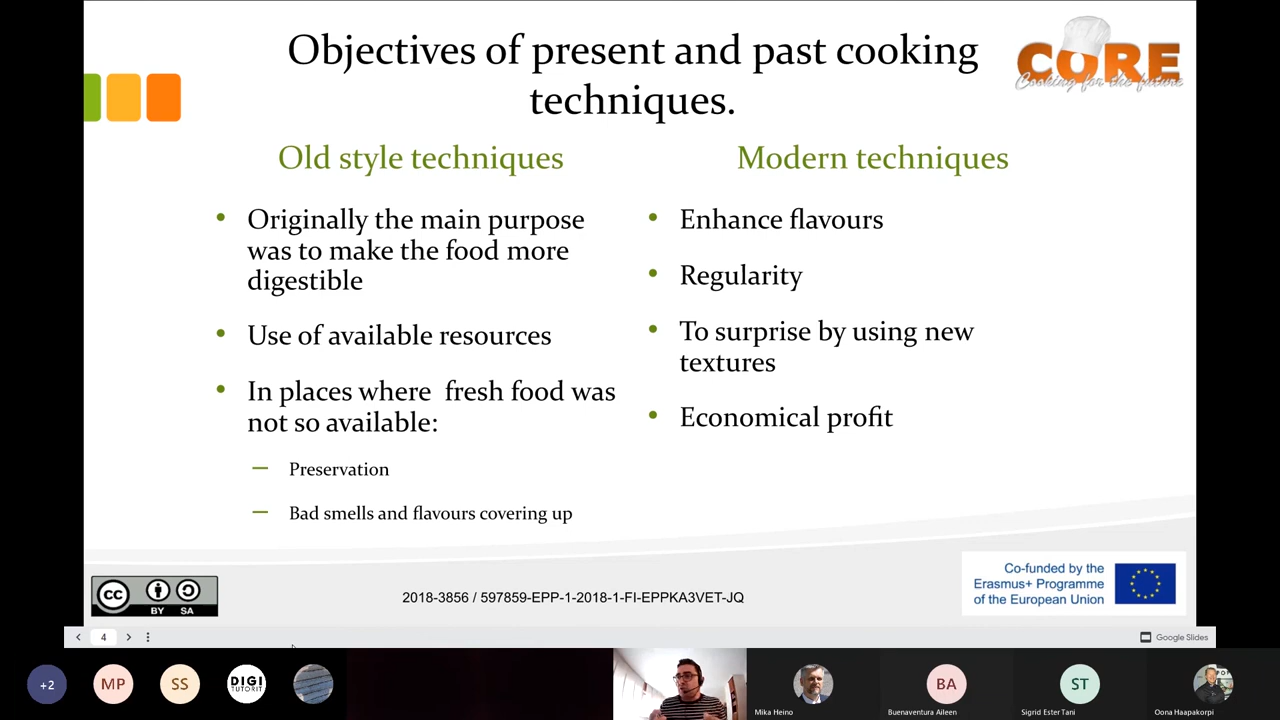 Objectives of present and past cooking
techniques.
CORE
Cooking for the future
Old style techniques
Originally the main purpose
was to make the food more
digestible
Use of available resources
In places where fresh food was
not so available:
Preservation
Bad smells and flavours covering up
Modern techniques
Enhance flavours
Regularity
To surprise by using new
textures
Economical profit
CC BY SA
2018-3856 / 597859-EPP-1-2018-1-FI-EPPKA3VET-JQ
Co-funded by the
Erasmus+ Programme
of the European Union
4
Google Slides
+2
MP
SS
DIGI
TUTORIT
Mika Heino
BA
Buenaventura Aileen
ST
Sigrid Ester Tani
Oona Haapakorpi